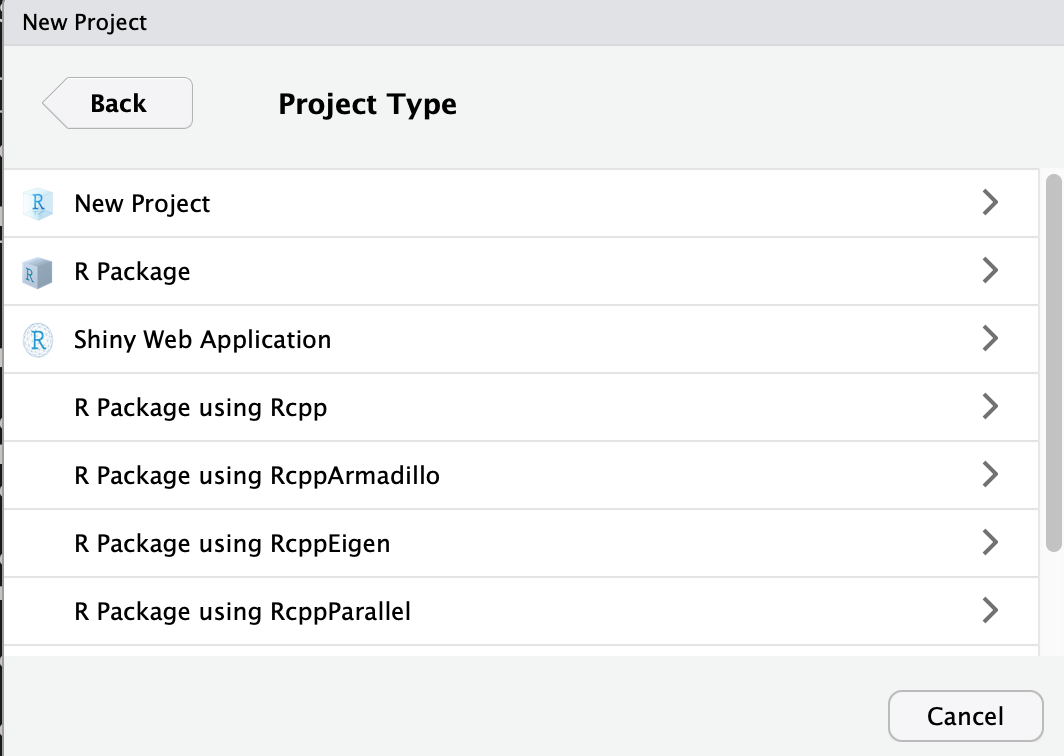 New Project
Back
Project Type
R New Project
R R Package
R Shiny Web Application
R Package using Rcpp
R Package using RcppArmadillo
R Package using RcppEigen
R Package using RcppParallel
Cancel